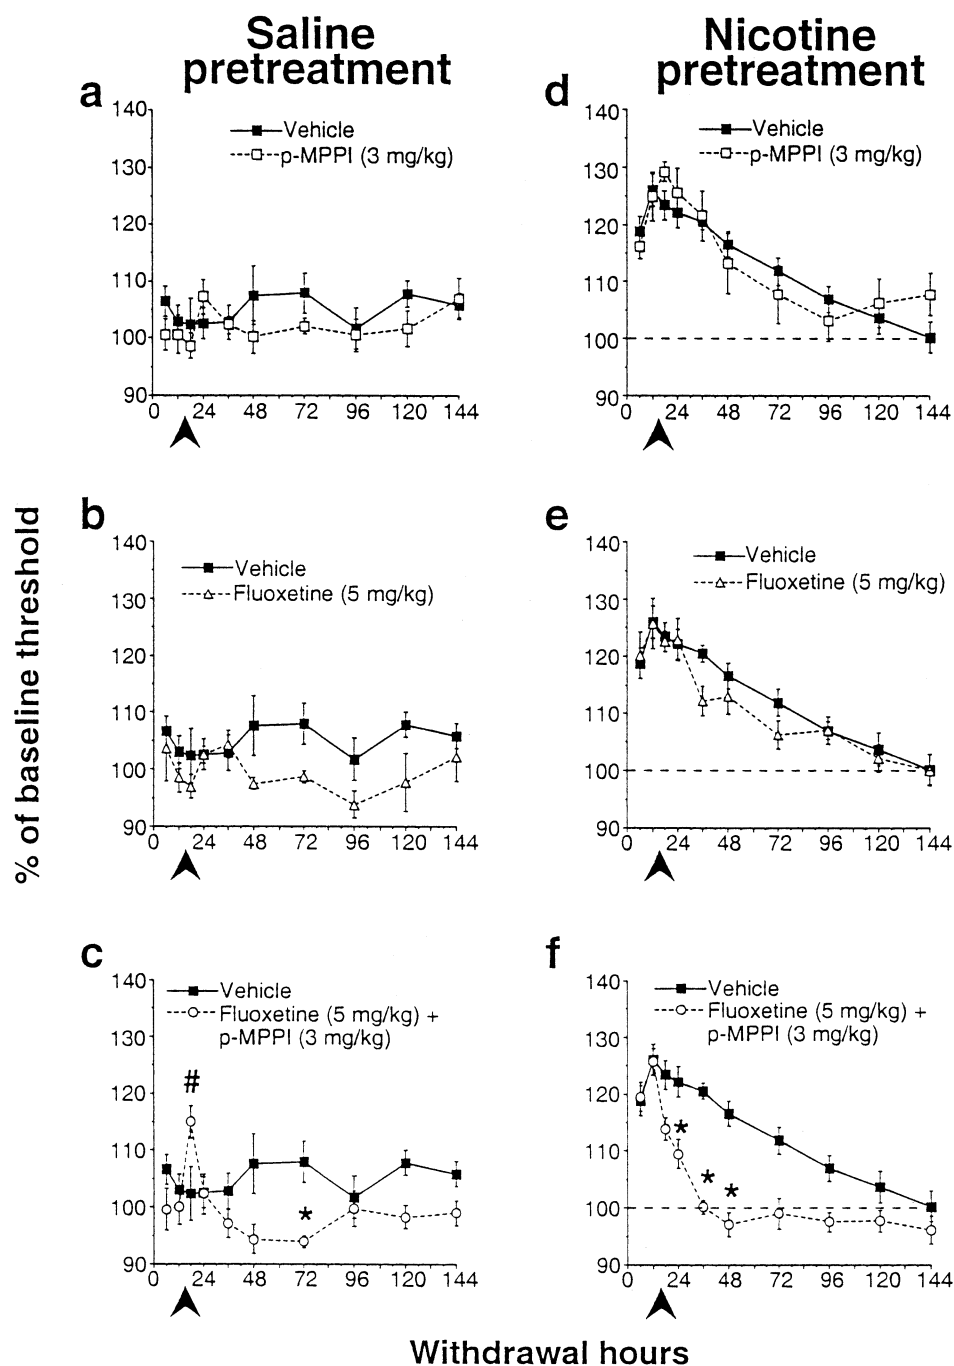 Saline
pretreatment
Nicotine
pretreatment
a
140
130
120
110
100
90
Vehicle
p-MPPI (3 mg/kg)
0 24 48 72 96 120 144
d
140
130
120
110
100
90
Vehicle
p-MPPI (3 mg/kg)
0 24 48 72 96 120 144
% of baseline threshold
b
140
130
120
110
100
90
Vehicle
Fluoxetine (5 mg/kg)
0 24 48 72 96 120 144
e
140
130
120
110
100
90
Vehicle
Fluoxetine (5 mg/kg)
0 24 48 72 96 120 144
c
140
130
120
110
100
90
Vehicle
Fluoxetine (5 mg/kg) +
p-MPPI (3 mg/kg)
#
*
0 24 48 72 96 120 144
f
140
130
120
110
100
90
Vehicle
Fluoxetine (5 mg/kg) +
p-MPPI (3 mg/kg)
*
* *
0 24 48 72 96 120 144
Withdrawal hours